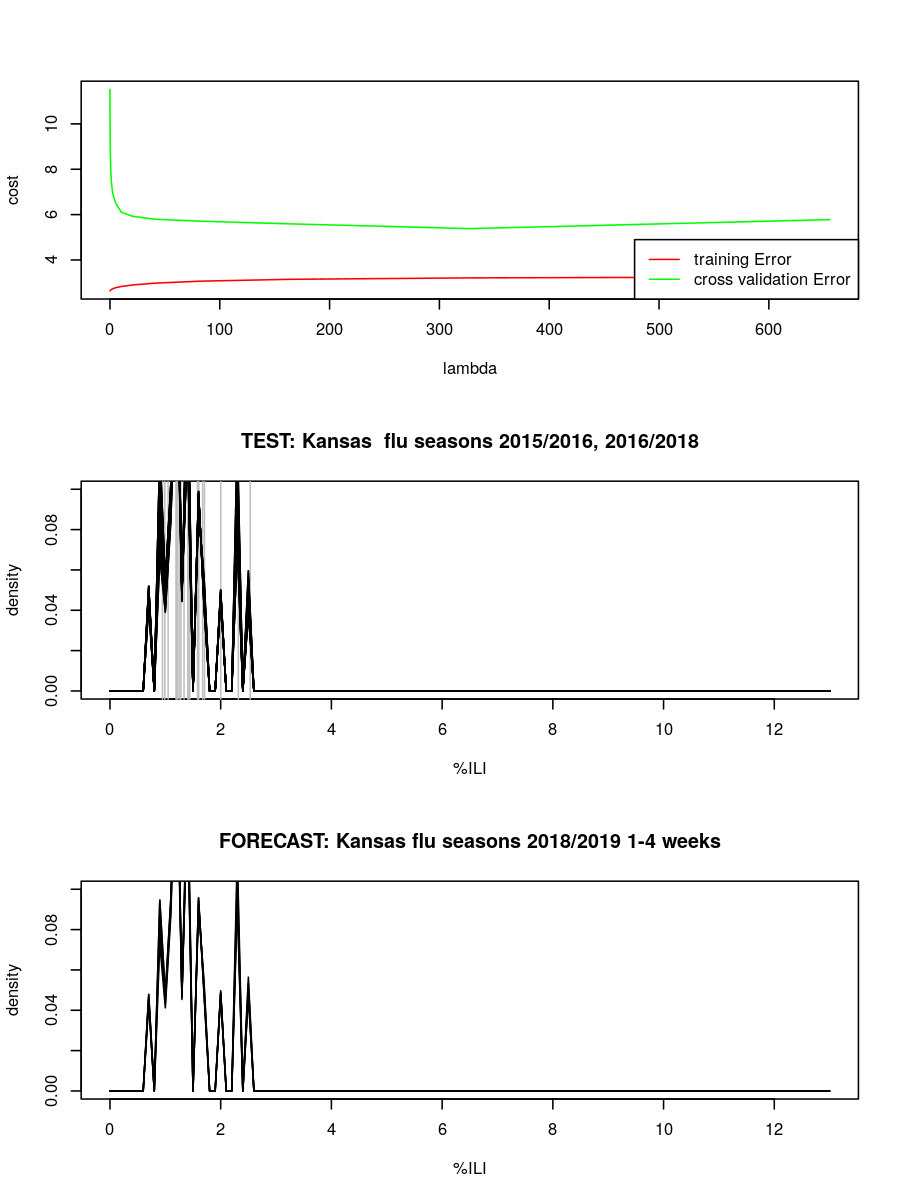 cost
4 6 8 10
training Error
cross validation Error
0 100 200 300 400 500 600
lambda
TEST: Kansas  flu seasons 2015/2016, 2016/2018
density
0.00 0.04 0.08
0 2 4 6 8 10 12
%ILI
FORECAST: Kansas flu seasons 2018/2019 1-4 weeks
density
0.00 0.04 0.08
0 2 4 6 8 10 12
%ILI